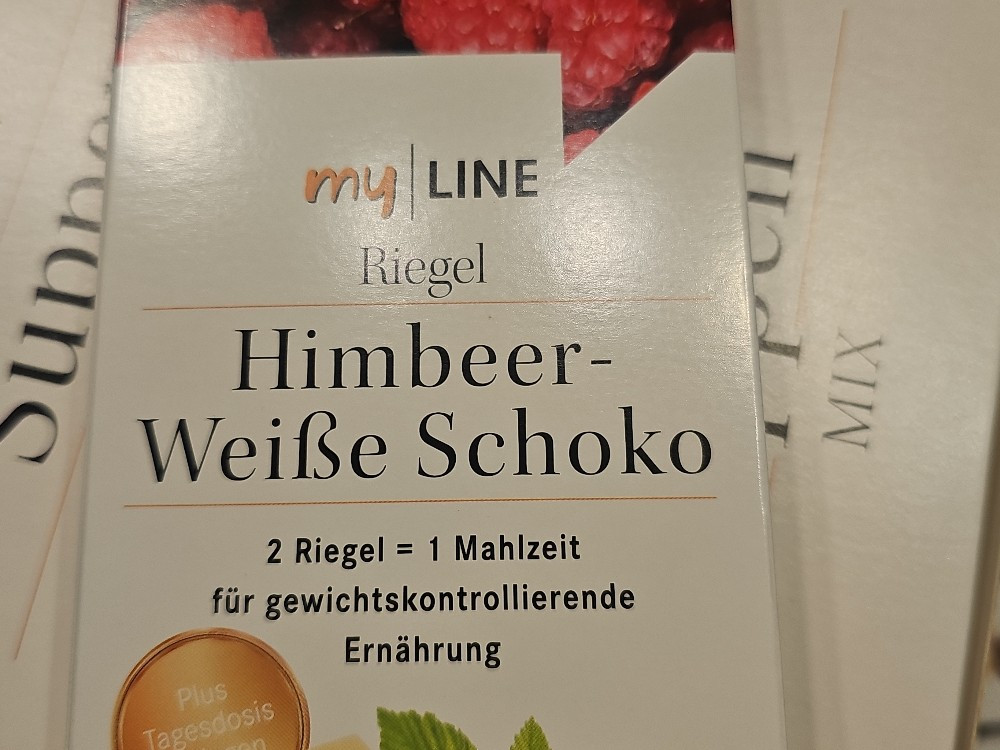 my LINE
Riegel
Himbeer-
Weiße Schoko
2 Riegel = 1 Mahlzeit
für gewichtskontrollierende
Ernährung
Plus
Tagesdosis
MIX